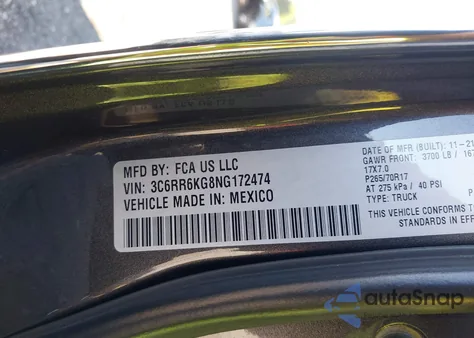 MFD BY: FCA US LLC
VIN: 3C6RR6KG8NG172474
VEHICLE MADE IN: MEXICO
DATE OF MFR (BUILT): 11-21
GAWR FRONT: 3700 LB / 167
17X7.0
P265/70R17
AT 275 kPa / 40 PSI
TYPE: TRUCK
THIS VEHICLE CONFORMS T
STANDARDS IN EFFE
autoSnap